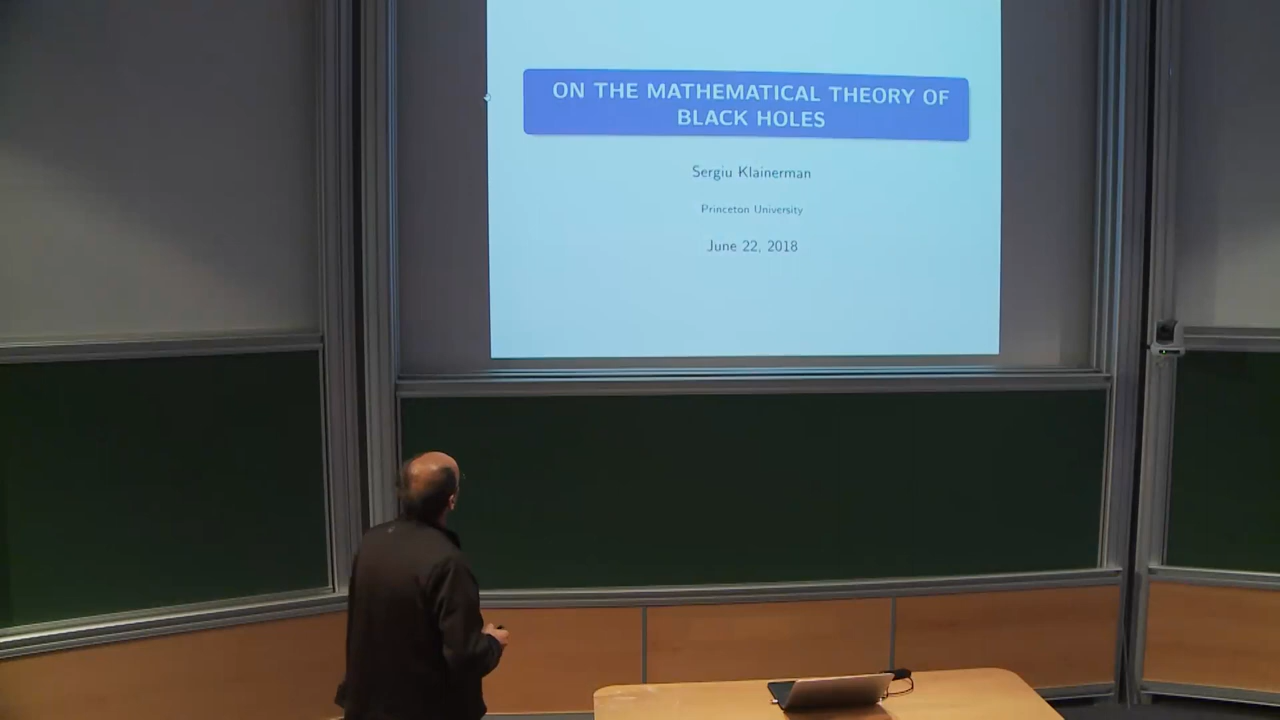 ON THE MATHEMATICAL THEORY OF
BLACK HOLES
Sergiu Klainerman
Princeton University
June 22, 2018